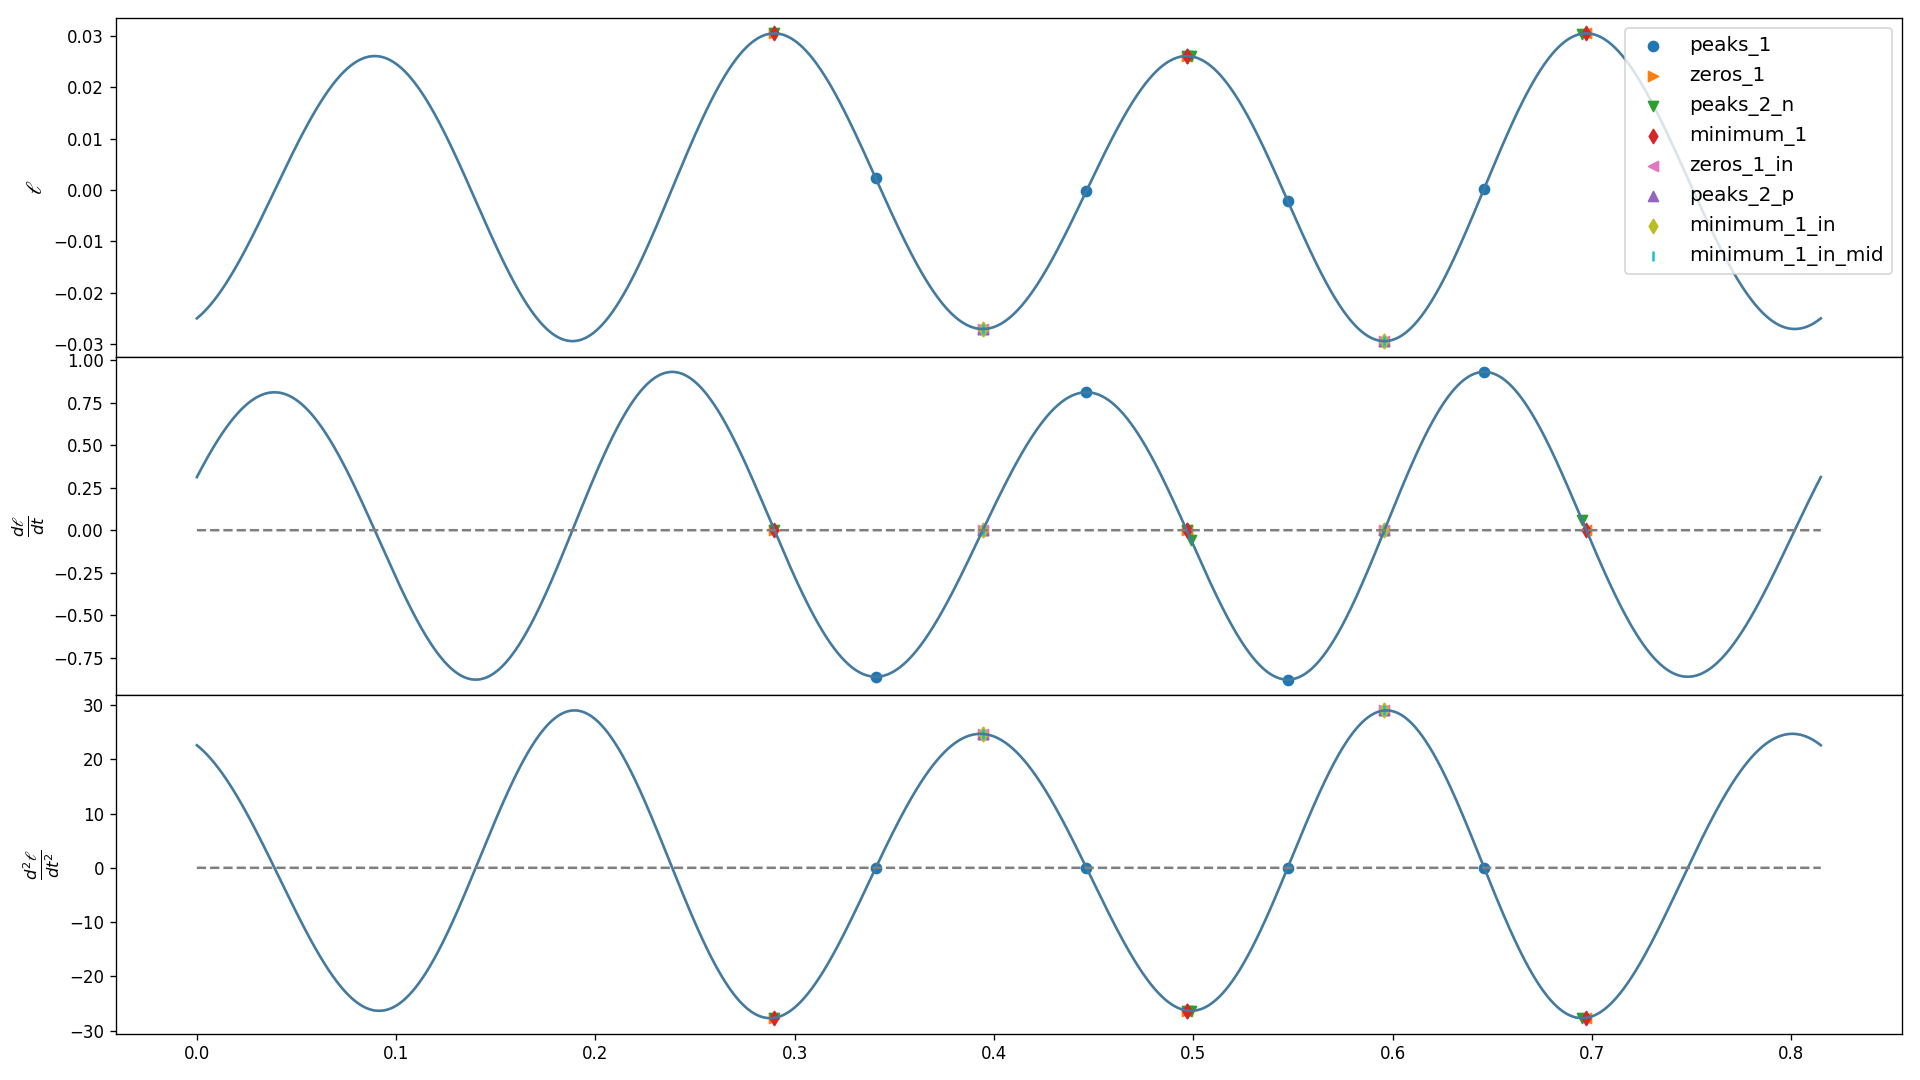 0.03
0.02
0.01
0.00
−0.01
−0.02
−0.03
ℓ
peaks_1
zeros_1
peaks_2_n
minimum_1
zeros_1_in
peaks_2_p
minimum_1_in
minimum_1_in_mid
1.00
0.75
0.50
0.25
0.00
−0.25
−0.50
−0.75
dℓ
dt
30
20
10
0
−10
−20
−30
d²ℓ
dt²
0.0 0.1 0.2 0.3 0.4 0.5 0.6 0.7 0.8